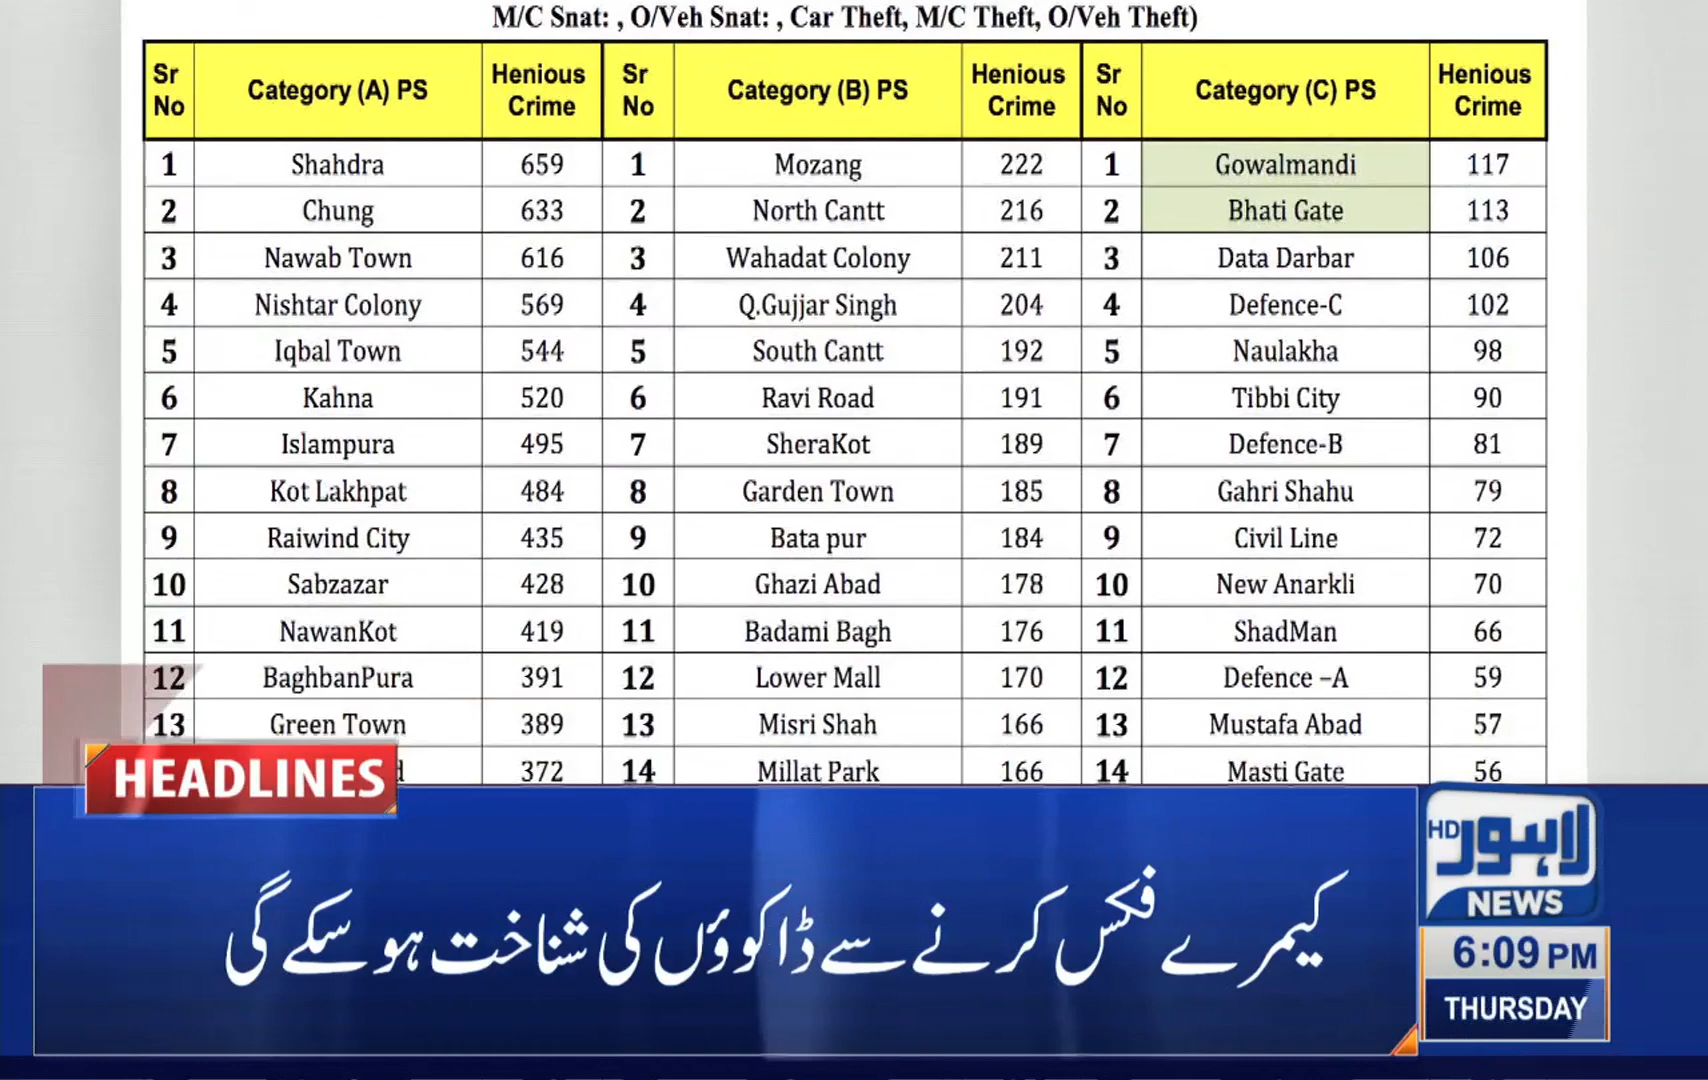 M/C Snat: , O/Veh Snat: , Car Theft, M/C Theft, O/Veh Theft)
Sr No Category (A) PS Henious Crime Sr No Category (B) PS Henious Crime Sr No Category (C) PS Henious Crime
1 Shahdra 659 1 Mozang 222 1 Gowalmandi 117
2 Chung 633 2 North Cantt 216 2 Bhati Gate 113
3 Nawab Town 616 3 Wahadat Colony 211 3 Data Darbar 106
4 Nishtar Colony 569 4 Q.Gujjar Singh 204 4 Defence-C 102
5 Iqbal Town 544 5 South Cantt 192 5 Naulakha 98
6 Kahna 520 6 Ravi Road 191 6 Tibbi City 90
7 Islampura 495 7 SheraKot 189 7 Defence-B 81
8 Kot Lakhpat 484 8 Garden Town 185 8 Gahri Shahu 79
9 Raiwind City 435 9 Bata pur 184 9 Civil Line 72
10 Sabzazar 428 10 Ghazi Abad 178 10 New Anarkli 70
11 NawanKot 419 11 Badami Bagh 176 11 ShadMan 66
12 BaghbanPura 391 12 Lower Mall 170 12 Defence –A 59
13 Green Town 389 13 Misri Shah 166 13 Mustafa Abad 57
372 14 Millat Park 166 14 Masti Gate 56
HEADLINES
کیمرے فکس کرنے سے ڈاکوؤں کی شناخت ہو سکے گی
لاہور HD
NEWS
6:09 PM
THURSDAY